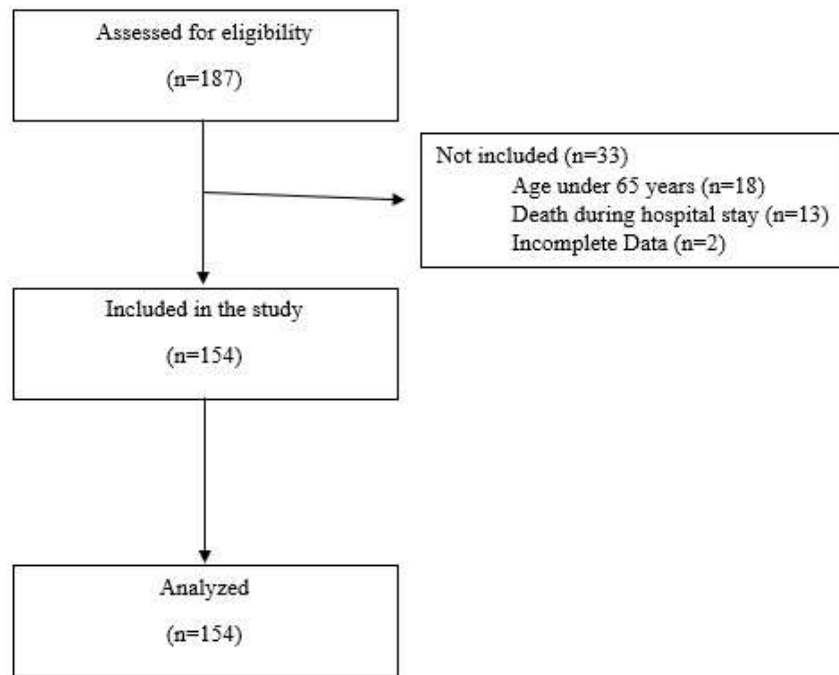 Assessed for eligibility
(n=187)
Not included (n=33)
Age under 65 years (n=18)
Death during hospital stay (n=13)
Incomplete Data (n=2)
Included in the study
(n=154)
Analyzed
(n=154)